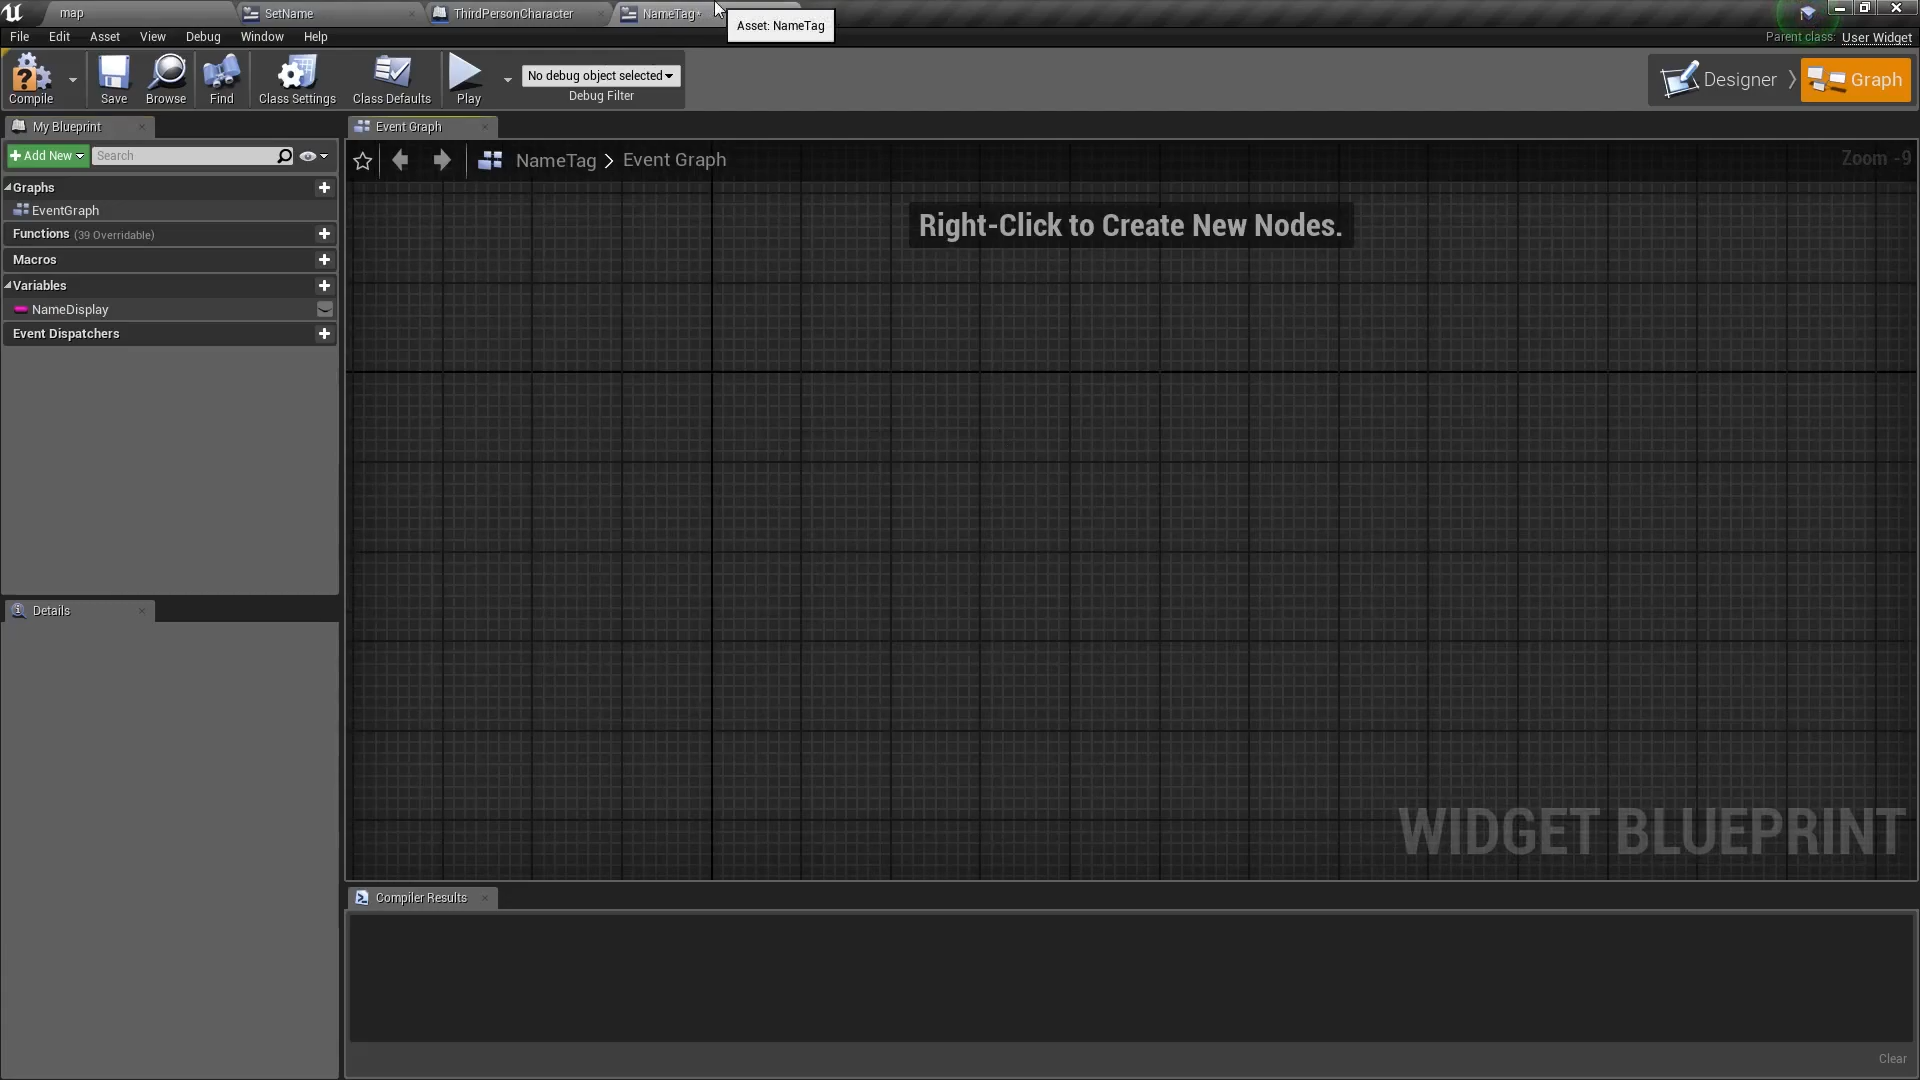 map
SetName
ThirdPersonCharacter
NameTag*
Asset: NameTag
File Edit Asset View Debug Window Help
Parent class: User Widget
Compile
Save
Browse
Find
Class Settings
Class Defaults
Play
No debug object selected
Debug Filter
Designer
Graph
My Blueprint
Add New
Search
Graphs
EventGraph
Functions (39 Overridable)
Macros
Variables
NameDisplay
Event Dispatchers
Details
Event Graph
NameTag > Event Graph
Zoom -9
Right-Click to Create New Nodes.
WIDGET BLUEPRINT
Compiler Results
Clear